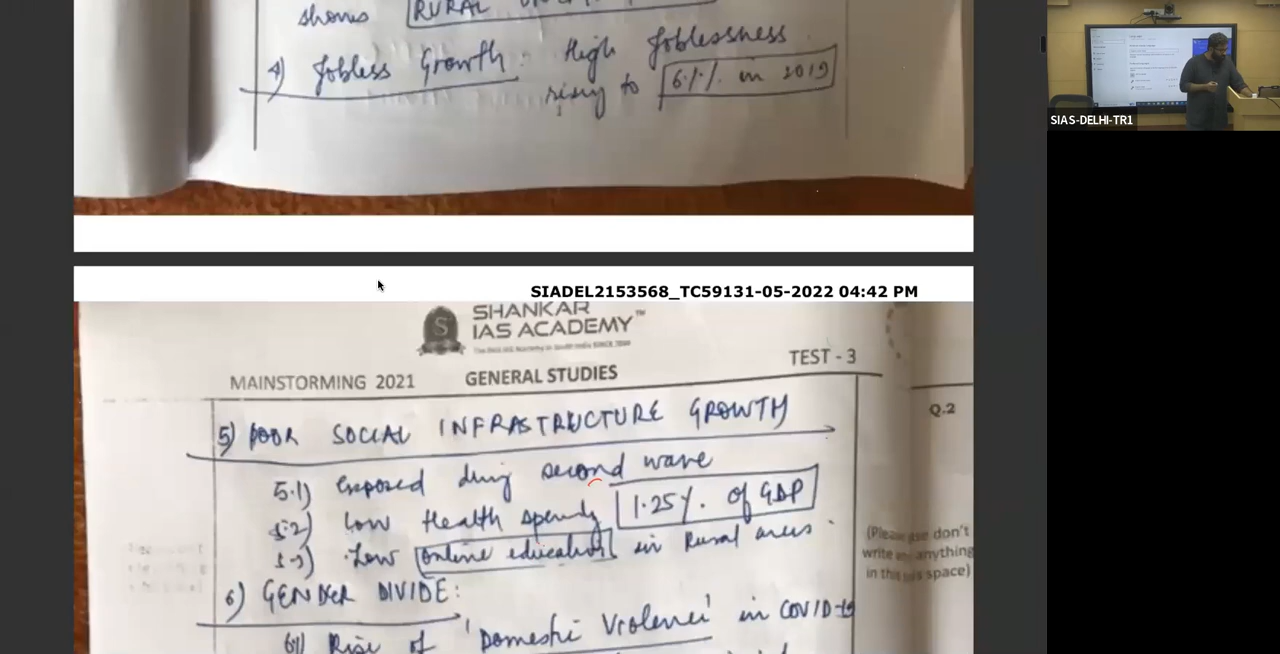 shows RURAL
4) Jobless Growth: High Joblessness
rising to 6.1% in 2019
SIADEL2153568_TC59131-05-2022 04:42 PM
SHANKAR
IAS ACADEMY™
TEST - 3
MAINSTORMING 2021 GENERAL STUDIES
Q.2
5) POOR SOCIAL INFRASTRUCTURE GROWTH
5.1) exposed during second wave
5.2) Low Health spending 1.25% of GDP
5.3) Low online education in Rural areas.
(Please don't
write anything
in this space)
6) GENDER DIVIDE:
6.1) Rise of 'Domestic Violence' in COVID-19
SIAS-DELHI-TR1